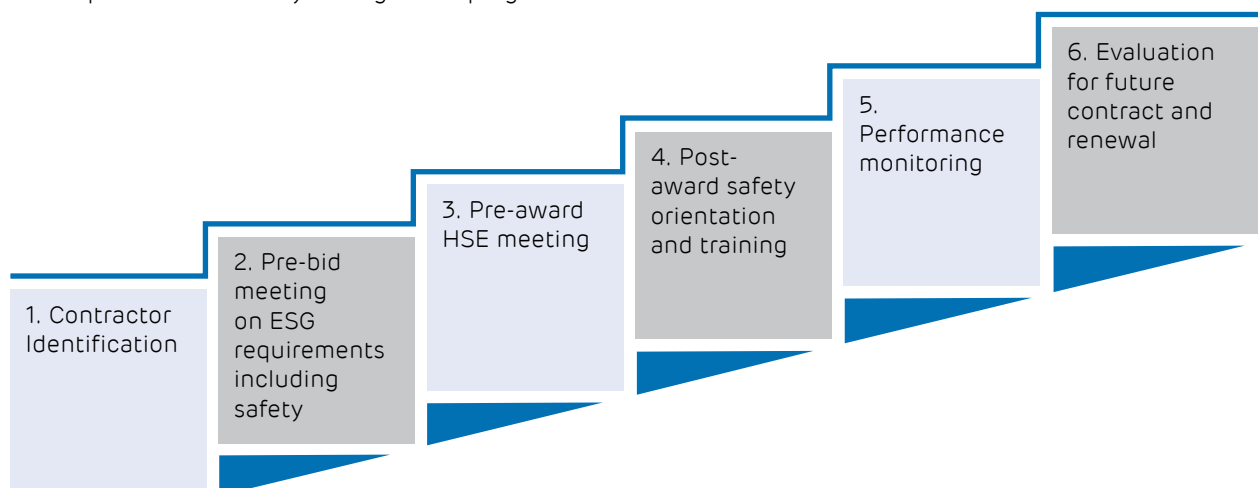 1. Contractor
Identification
2. Pre-bid
meeting
on ESG
requirements
including
safety
3. Pre-award
HSE meeting
4. Post-
award safety
orientation
and training
5.
Performance
monitoring
6. Evaluation
for future
contract and
renewal